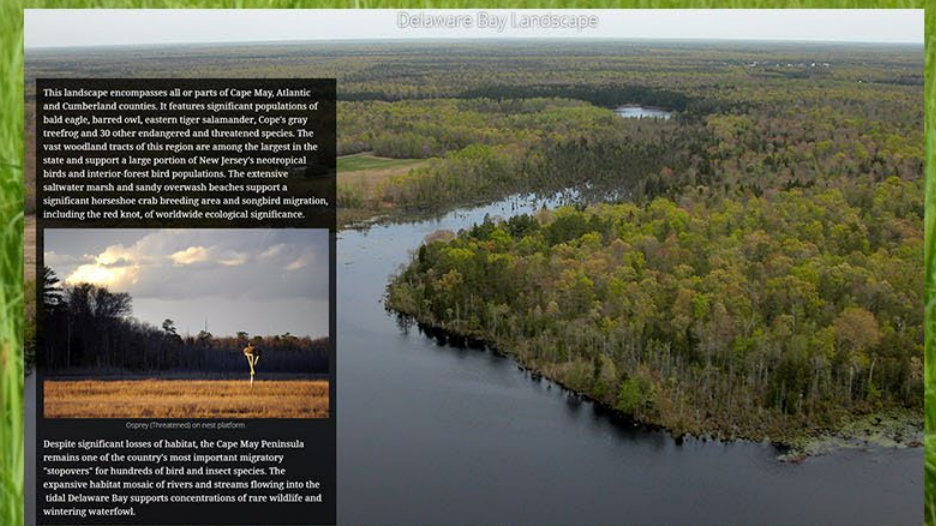 Delaware Bay Landscape
This landscape encompasses all or parts of Cape May, Atlantic
and Cumberland counties. It features significant populations of
bald eagle, barred owl, eastern tiger salamander, Cope's gray
treefrog and 30 other endangered and threatened species. The
vast woodland tracts of this region are among the largest in the
state and support a large portion of New Jersey's neotropical
birds and interior-forest bird populations. The extensive
saltwater marsh and sandy overwash beaches support a
significant horseshoe crab breeding area and songbird migration,
including the red knot, of worldwide ecological significance.
Osprey (Threatened) on nest platform
Despite significant losses of habitat, the Cape May Peninsula
remains one of the country's most important migratory
"stopovers" for hundreds of bird and insect species. The
expansive habitat mosaic of rivers and streams flowing into the
tidal Delaware Bay supports concentrations of rare wildlife and
wintering waterfowl.